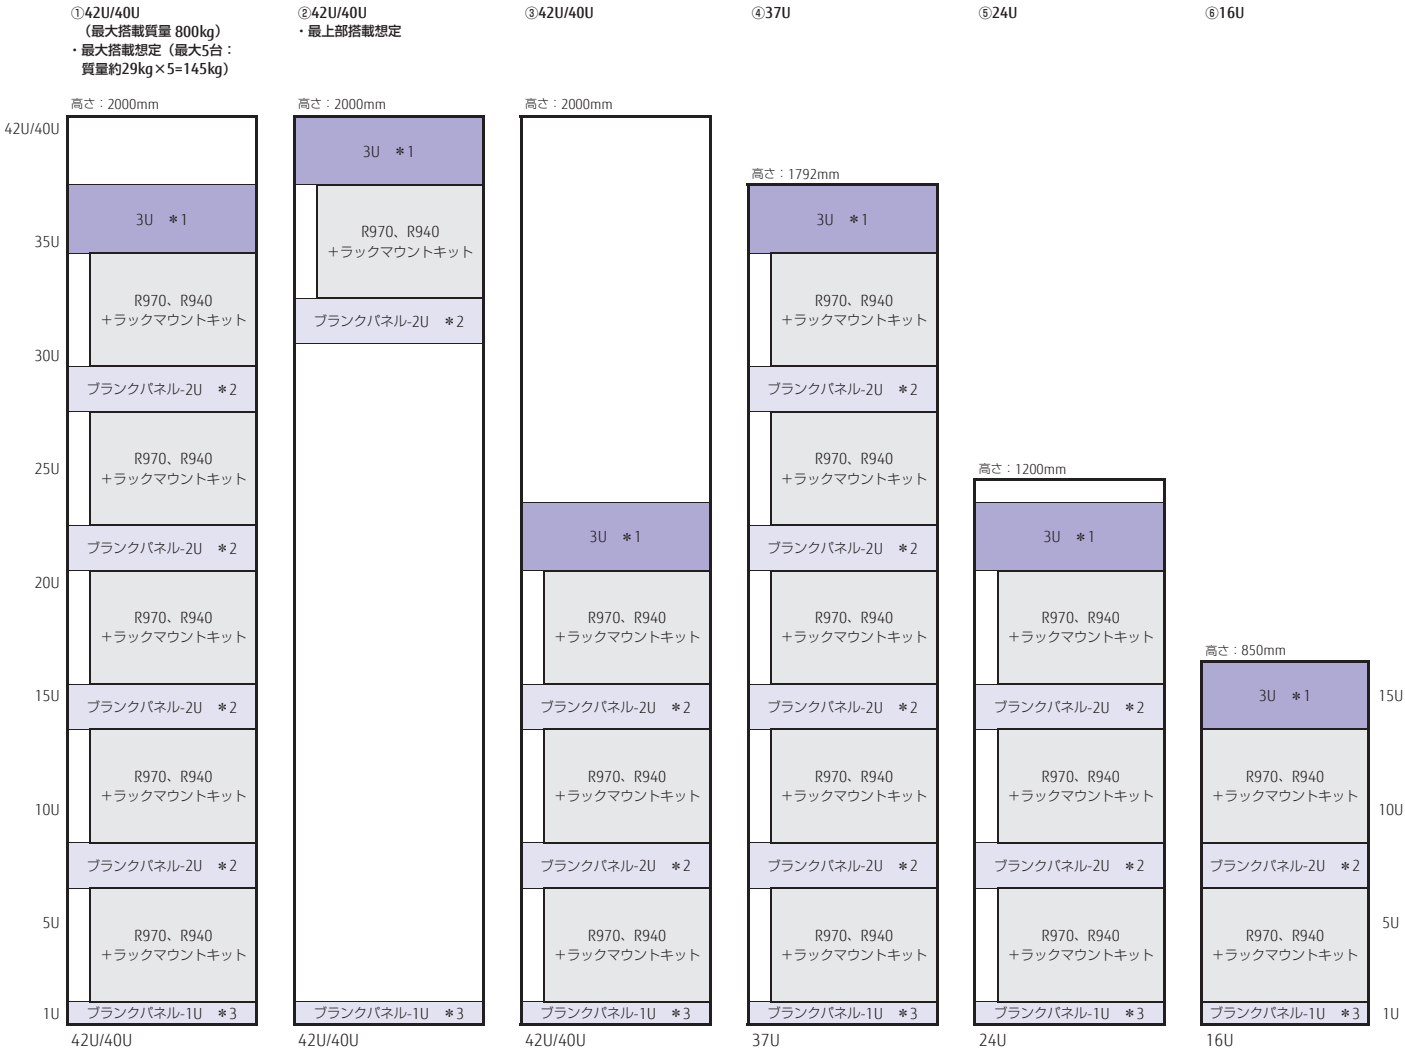 ①42U/40U
（最大搭載質量 800kg）
・最大搭載想定（最大5台：
質量約29kg×5=145kg）
高さ：2000mm
42U/40U
35U
30U
25U
20U
15U
10U
5U
1U
3U ＊1
R970、R940
＋ラックマウントキット
ブランクパネル-2U ＊2
R970、R940
＋ラックマウントキット
ブランクパネル-2U ＊2
R970、R940
＋ラックマウントキット
ブランクパネル-2U ＊2
R970、R940
＋ラックマウントキット
ブランクパネル-2U ＊2
R970、R940
＋ラックマウントキット
ブランクパネル-1U ＊3
42U/40U
②42U/40U
・最上部搭載想定
高さ：2000mm
3U ＊1
R970、R940
＋ラックマウントキット
ブランクパネル-2U ＊2
ブランクパネル-1U ＊3
42U/40U
③42U/40U
高さ：2000mm
3U ＊1
R970、R940
＋ラックマウントキット
ブランクパネル-2U ＊2
R970、R940
＋ラックマウントキット
ブランクパネル-2U ＊2
R970、R940
＋ラックマウントキット
ブランクパネル-1U ＊3
42U/40U
④37U
高さ：1792mm
3U ＊1
R970、R940
＋ラックマウントキット
ブランクパネル-2U ＊2
R970、R940
＋ラックマウントキット
ブランクパネル-2U ＊2
R970、R940
＋ラックマウントキット
ブランクパネル-2U ＊2
R970、R940
＋ラックマウントキット
ブランクパネル-2U ＊2
R970、R940
＋ラックマウントキット
ブランクパネル-1U ＊3
37U
⑤24U
高さ：1200mm
3U ＊1
R970、R940
＋ラックマウントキット
ブランクパネル-2U ＊2
R970、R940
＋ラックマウントキット
ブランクパネル-2U ＊2
R970、R940
＋ラックマウントキット
ブランクパネル-1U ＊3
24U
⑥16U
高さ：850mm
3U ＊1
R970、R940
＋ラックマウントキット
ブランクパネル-2U ＊2
R970、R940
＋ラックマウントキット
ブランクパネル-1U ＊3
16U
15U
10U
5U
1U